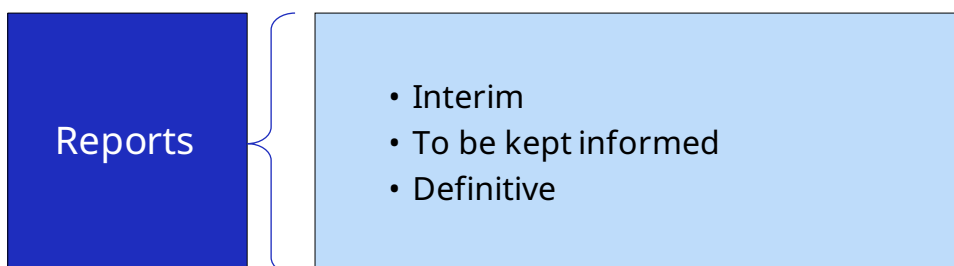 Reports
• Interim
• To be kept informed
• Definitive